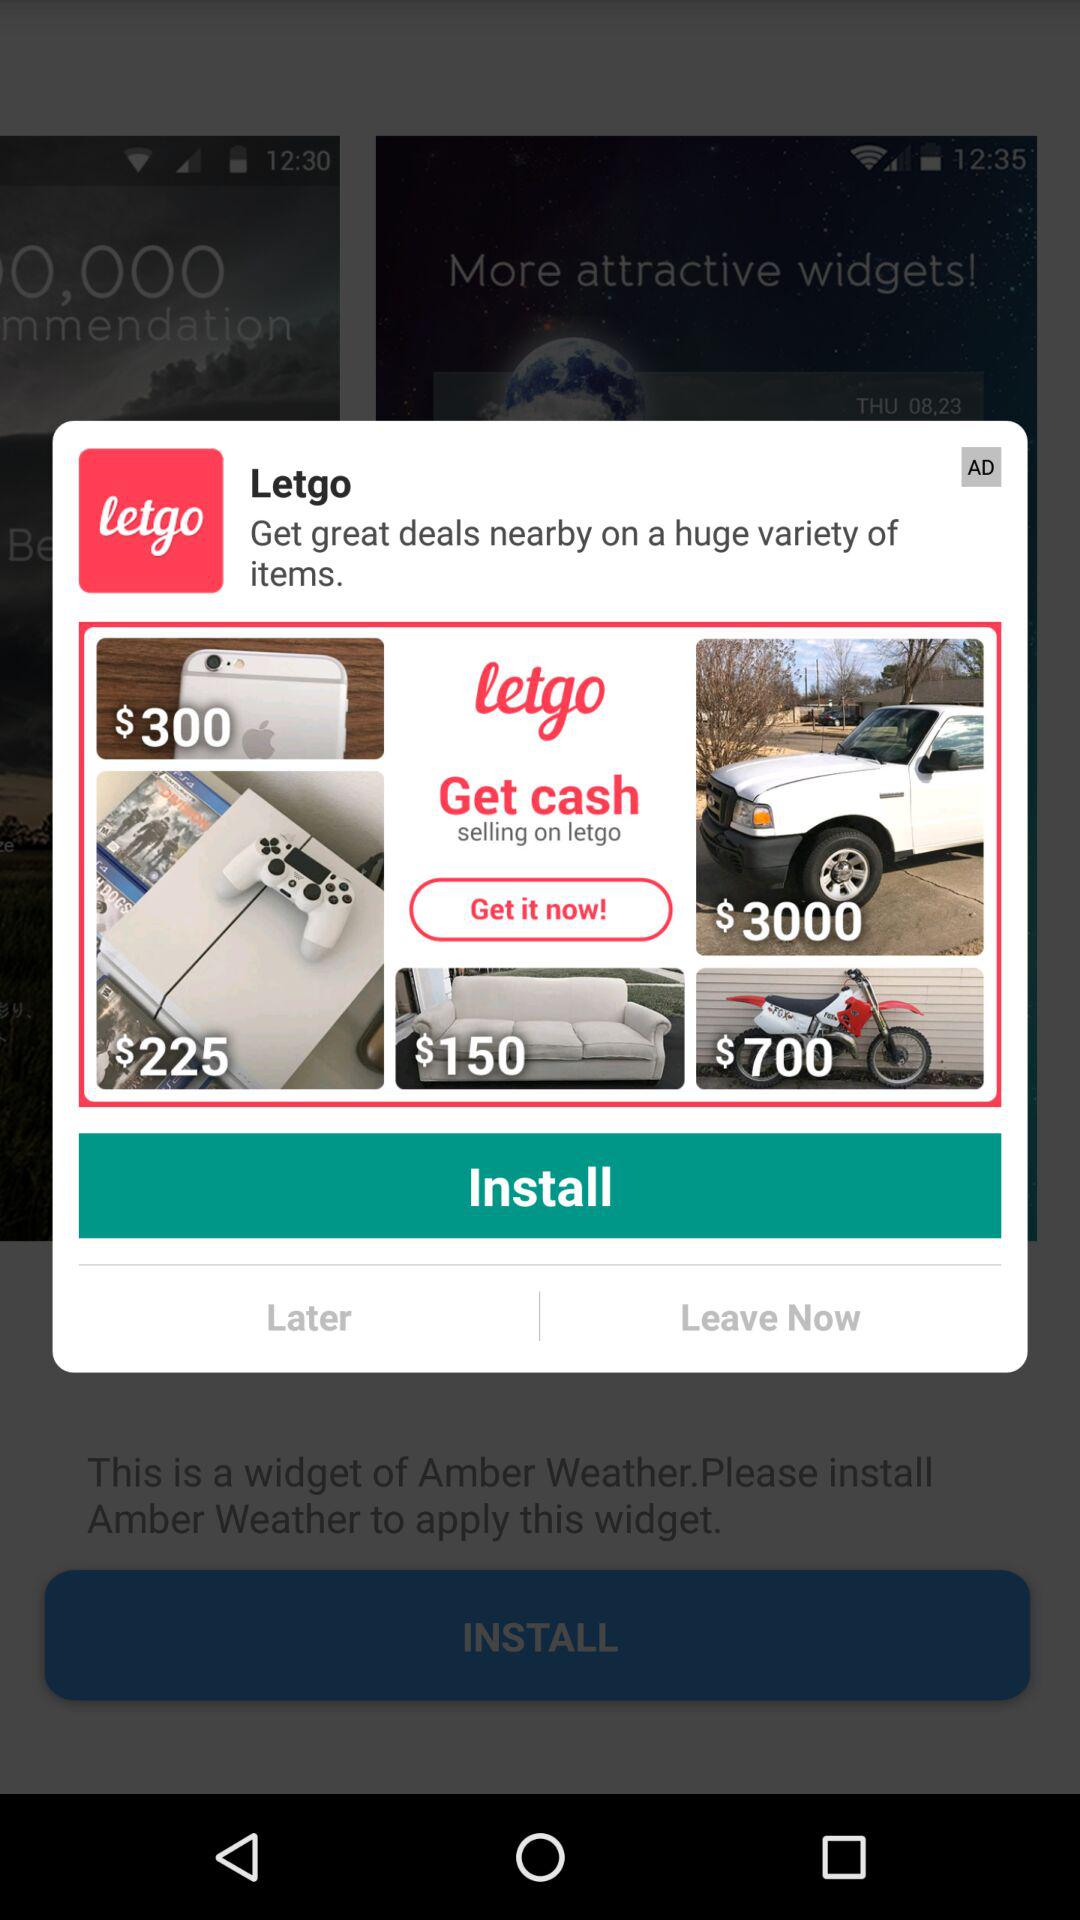 12:30
12:35
00,000
mmendation
More attractive widgets!
THU 08,23
Be
letgo
Letgo
AD
Get great deals nearby on a huge variety of
items.
$300
letgo
Get cash
selling on letgo
Get it now!
$3000
$225
$150
$700
Install
Later
Leave Now
This is a widget of Amber Weather.Please install
Amber Weather to apply this widget.
INSTALL